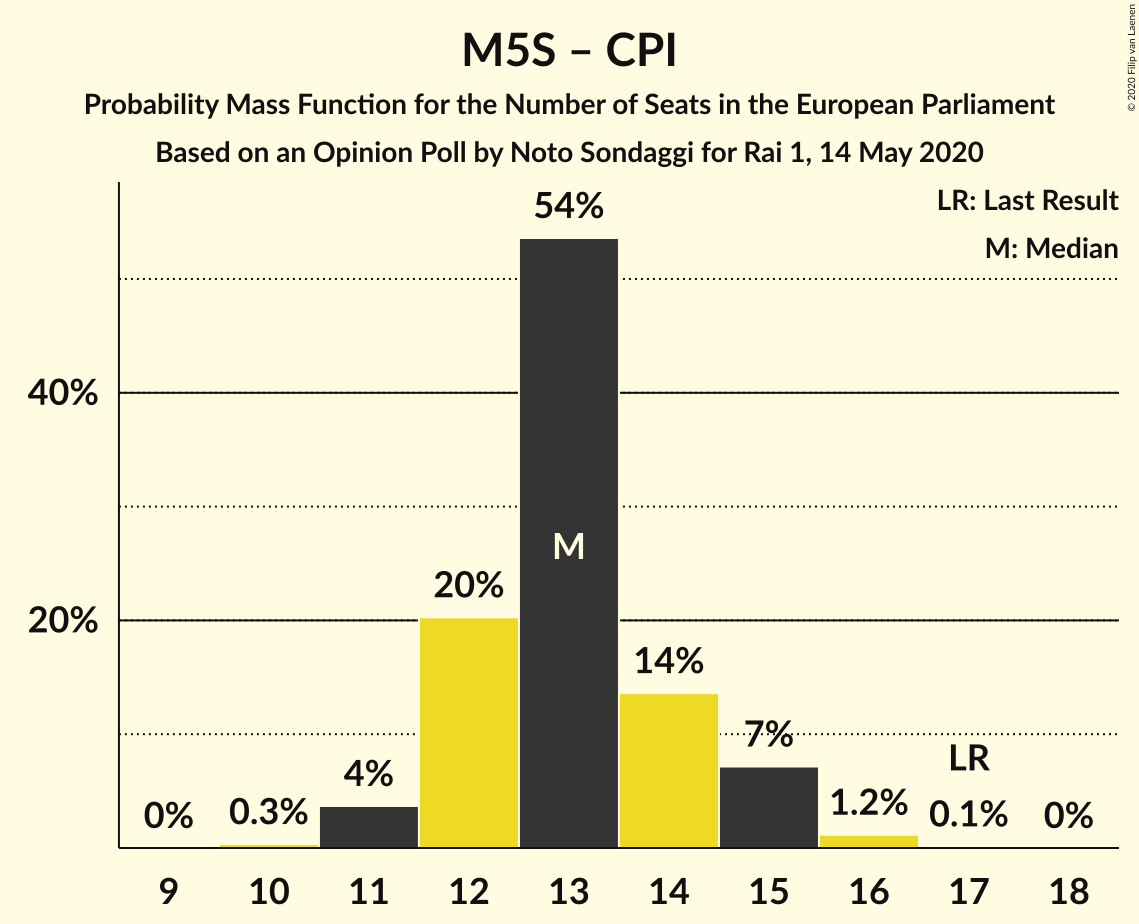 © 2020 Filip van Laenen
M5S – CPI
Probability Mass Function for the Number of Seats in the European Parliament
Based on an Opinion Poll by Noto Sondaggi for Rai 1, 14 May 2020
LR: Last Result
M: Median
54%
40%
M
20%
20%
14%
7%
LR
4%
1.2%
0.3%
0.1%
0%
0%
9 10 11 12 13 14 15 16 17 18